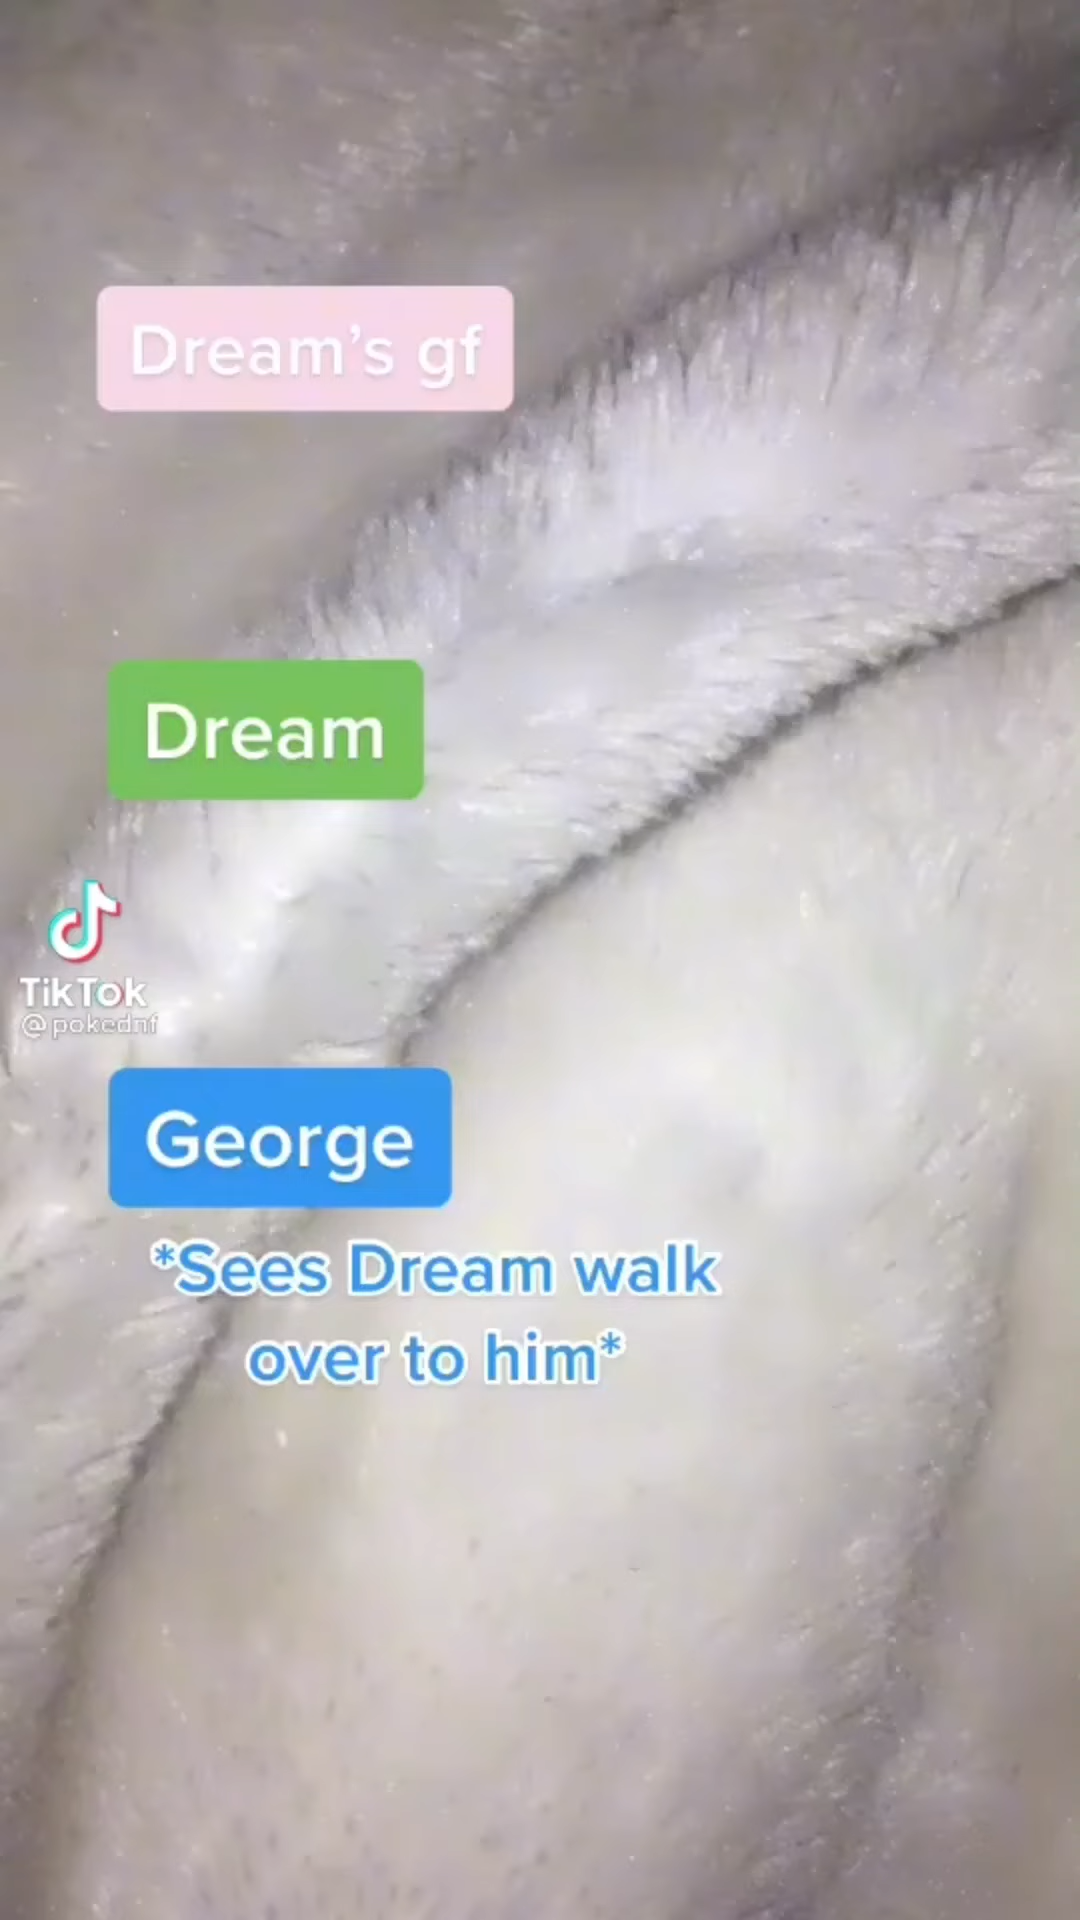 Dream's gf
Dream
TikTok
@pokednf
George
*Sees Dream walk
over to him*